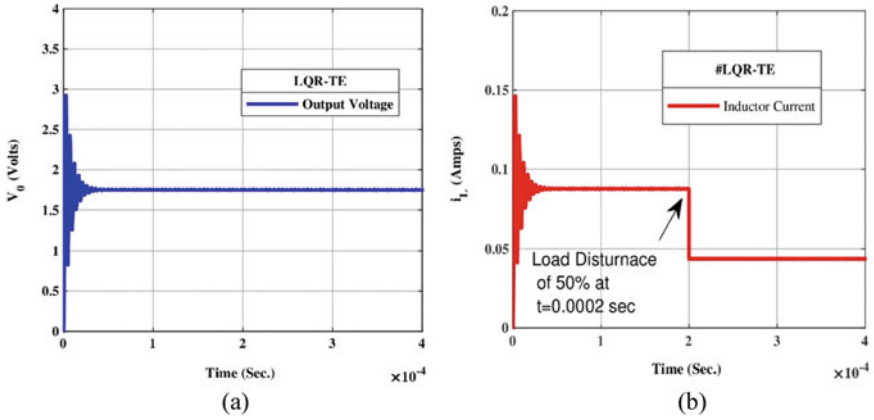 4
3.5
3
2.5
2
1.5
1
0.5
0
V0 (Volts)
LQR-TE
Output Voltage
0 1 2 3 4
Time (Sec.)
×10-4
(a)
0.2
0.15
0.1
0.05
0
iL (Amps)
#LQR-TE
Inductor Current
Load Disturnace
of 50% at
t=0.0002 sec
0 1 2 3 4
Time (Sec.)
×10-4
(b)